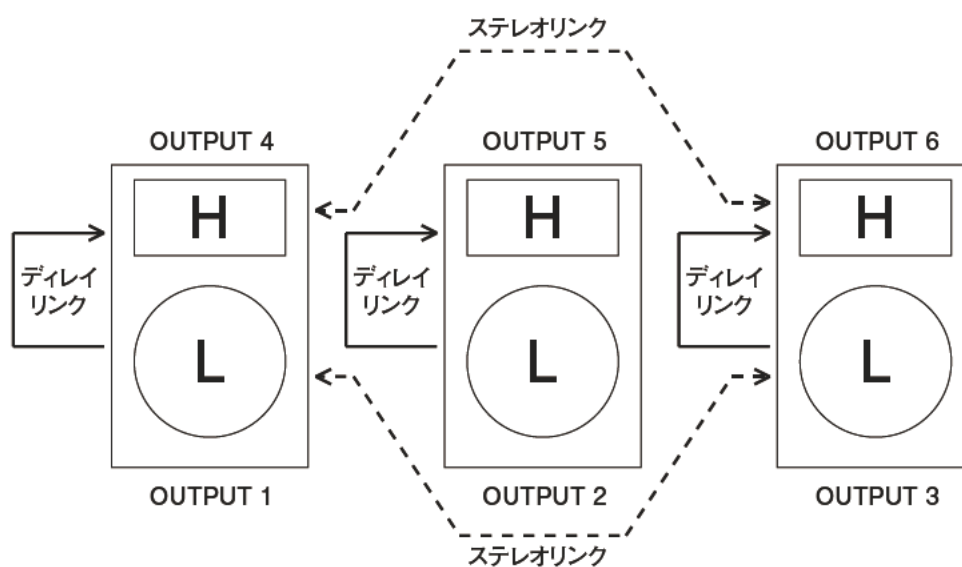 ステレオリンク
OUTPUT 4
OUTPUT 5
OUTPUT 6
H
H
H
ディレイ
リンク
ディレイ
リンク
ディレイ
リンク
L
L
L
OUTPUT 1
OUTPUT 2
OUTPUT 3
ステレオリンク